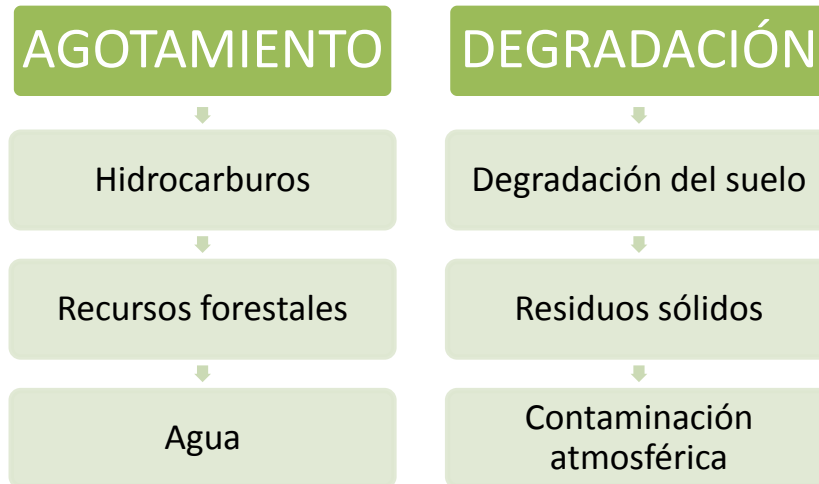 AGOTAMIENTO
Hidrocarburos
Recursos forestales
Agua
DEGRADACIÓN
Degradación del suelo
Residuos sólidos
Contaminación
atmosférica